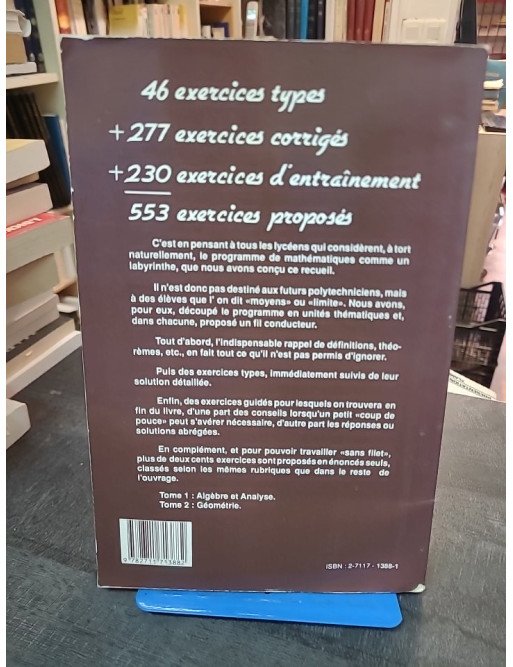 46 exercices types
+277 exercices corrigés
+230 exercices d'entraînement
553 exercices proposés
C'est en pensant à tous les lycéens qui considèrent, à tort
naturellement, le programme de mathématiques comme un
labyrinthe, que nous avons conçu ce recueil.
Il n'est donc pas destiné aux futurs polytechniciens, mais
à des élèves que l' on dit «moyens» ou «limite». Nous avons,
pour eux, découpé le programme en unités thématiques et,
dans chacune, proposé un fil conducteur.
Tout d'abord, l'indispensable rappel de définitions, théo-
rèmes, etc., en fait tout ce qu'il n'est pas permis d'ignorer.
Puis des exercices types, immédiatement suivis de leur
solution détaillée.
Enfin, des exercices guidés pour lesquels on trouvera en
fin du livre, d'une part des conseils lorsqu'un petit «coup de
pouce» peut s'avérer nécessaire, d'autre part les réponses ou
solutions abrégées.
En complément, et pour pouvoir travailler «sans filet»,
plus de deux cents exercices sont proposés en énoncés seuls,
classés selon les mêmes rubriques que dans le reste de
l'ouvrage.
Tome 1 : Algèbre et Analyse.
Tome 2 : Géométrie.
9 782711 713882
ISBN : 2-7117 - 1388-1